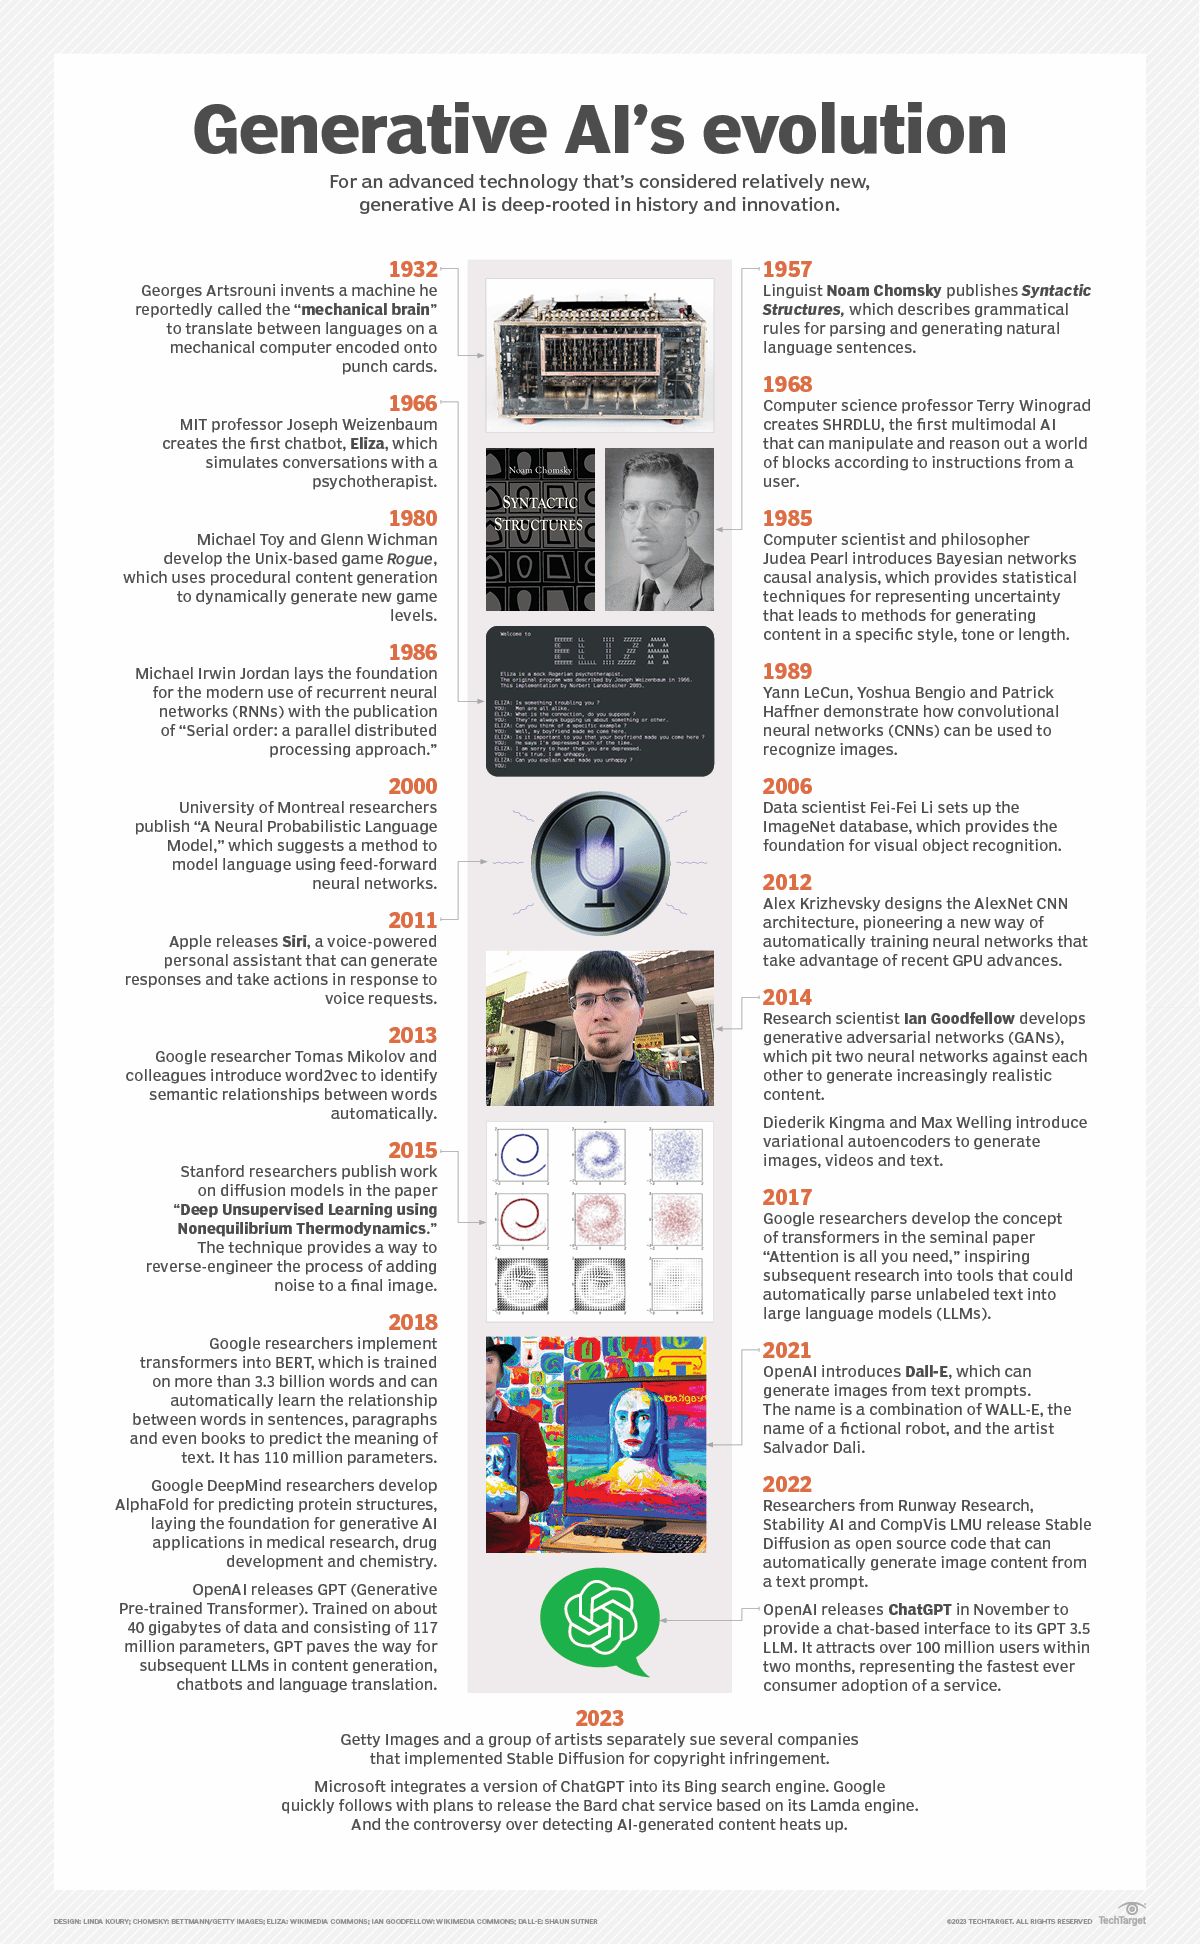 Generative AI’s evolution
For an advanced technology that’s considered relatively new,
generative AI is deep-rooted in history and innovation.
1932
Georges Artsrouni invents a machine he
reportedly called the “mechanical brain”
to translate between languages on a
mechanical computer encoded onto
punch cards.
1957
Linguist Noam Chomsky publishes Syntactic
Structures, which describes grammatical
rules for parsing and generating natural
language sentences.
1966
MIT professor Joseph Weizenbaum
creates the first chatbot, Eliza, which
simulates conversations with a
psychotherapist.
1968
Computer science professor Terry Winograd
creates SHRDLU, the first multimodal AI
that can manipulate and reason out a world
of blocks according to instructions from a
user.
Noam Chomsky
SYNTACTIC
STRUCTURES
1980
Michael Toy and Glenn Wichman
develop the Unix-based game Rogue,
which uses procedural content generation
to dynamically generate new game
levels.
1985
Computer scientist and philosopher
Judea Pearl introduces Bayesian networks
causal analysis, which provides statistical
techniques for representing uncertainty
that leads to methods for generating
content in a specific style, tone or length.
Welcome to
Eliza is a mock Rogerian psychotherapist.
The original program was described by Joseph Weizenbaum in 1966.
This implementation by Norbert Landsteiner 2005.
ELIZA: Is something troubling you ?
YOU: Men are all alike.
ELIZA: What is the connection, do you suppose ?
YOU: They're always bugging us about something or other.
ELIZA: Can you think of a specific example ?
YOU: Well, my boyfriend made me come here.
ELIZA: Is it important to you that your boyfriend made you come here ?
YOU: He says I'm depressed much of the time.
ELIZA: I am sorry to hear that you are depressed.
YOU: It's true. I am unhappy.
ELIZA: Can you explain what made you unhappy ?
YOU:
1986
Michael Irwin Jordan lays the foundation
for the modern use of recurrent neural
networks (RNNs) with the publication
of “Serial order: a parallel distributed
processing approach.”
1989
Yann LeCun, Yoshua Bengio and Patrick
Haffner demonstrate how convolutional
neural networks (CNNs) can be used to
recognize images.
2000
University of Montreal researchers
publish “A Neural Probabilistic Language
Model,” which suggests a method to
model language using feed-forward
neural networks.
2006
Data scientist Fei-Fei Li sets up the
ImageNet database, which provides the
foundation for visual object recognition.
2011
Apple releases Siri, a voice-powered
personal assistant that can generate
responses and take actions in response to
voice requests.
2012
Alex Krizhevsky designs the AlexNet CNN
architecture, pioneering a new way of
automatically training neural networks that
take advantage of recent GPU advances.
2013
Google researcher Tomas Mikolov and
colleagues introduce word2vec to identify
semantic relationships between words
automatically.
2014
Research scientist Ian Goodfellow develops
generative adversarial networks (GANs),
which pit two neural networks against each
other to generate increasingly realistic
content.
Diederik Kingma and Max Welling introduce
variational autoencoders to generate
images, videos and text.
2015
Stanford researchers publish work
on diffusion models in the paper
“Deep Unsupervised Learning using
Nonequilibrium Thermodynamics.”
The technique provides a way to
reverse-engineer the process of adding
noise to a final image.
2017
Google researchers develop the concept
of transformers in the seminal paper
“Attention is all you need,” inspiring
subsequent research into tools that could
automatically parse unlabeled text into
large language models (LLMs).
2018
Google researchers implement
transformers into BERT, which is trained
on more than 3.3 billion words and can
automatically learn the relationship
between words in sentences, paragraphs
and even books to predict the meaning of
text. It has 110 million parameters.
Google DeepMind researchers develop
AlphaFold for predicting protein structures,
laying the foundation for generative AI
applications in medical research, drug
development and chemistry.
OpenAI releases GPT (Generative
Pre-trained Transformer). Trained on about
40 gigabytes of data and consisting of 117
million parameters, GPT paves the way for
subsequent LLMs in content generation,
chatbots and language translation.
2021
OpenAI introduces Dall-E, which can
generate images from text prompts.
The name is a combination of WALL-E, the
name of a fictional robot, and the artist
Salvador Dali.
2022
Researchers from Runway Research,
Stability AI and CompVis LMU release Stable
Diffusion as open source code that can
automatically generate image content from
a text prompt.
OpenAI releases ChatGPT in November to
provide a chat-based interface to its GPT 3.5
LLM. It attracts over 100 million users within
two months, representing the fastest ever
consumer adoption of a service.
2023
Getty Images and a group of artists separately sue several companies
that implemented Stable Diffusion for copyright infringement.
Microsoft integrates a version of ChatGPT into its Bing search engine. Google
quickly follows with plans to release the Bard chat service based on its Lamda engine.
And the controversy over detecting AI-generated content heats up.
DESIGN: LINDA KOURY; CHOMSKY: BETTMANN/GETTY IMAGES; ELIZA: WIKIMEDIA COMMONS; IAN GOODFELLOW: WIKIMEDIA COMMONS; DALL-E: SHAUN SUTNER
©2023 TECHTARGET. ALL RIGHTS RESERVED TechTarget